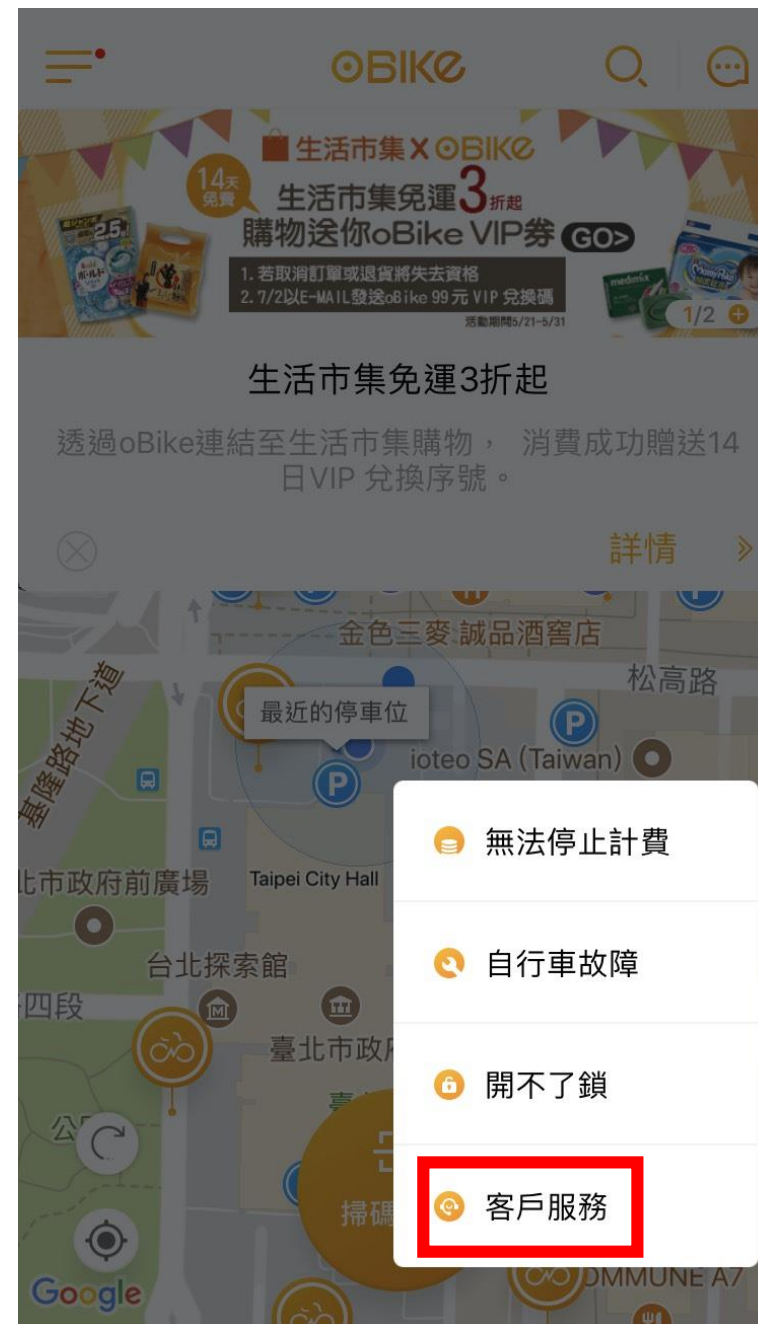 OBIKE
生活市集 X OBIKE
14天
免費
生活市集免運3折起
購物送你oBike VIP券 GO>
1. 若取消訂單或退貨將失去資格
2. 7/2以E-MAIL發送oBike 99元 VIP 兌換碼
活動期間5/21-5/31
1/2
生活市集免運3折起
透過oBike連結至生活市集購物, 消費成功贈送14
日VIP 兌換序號。
詳情
金色三麥 誠品酒窖店
松高路
最近的停車位
基隆路地下道
ioteo SA (Taiwan)
P
P
無法停止計費
北市政府前廣場
Taipei City Hall
自行車故障
台北探索館
四段
臺北市政府
開不了鎖
公
掃碼
客戶服務
Google
OMMUNE A7